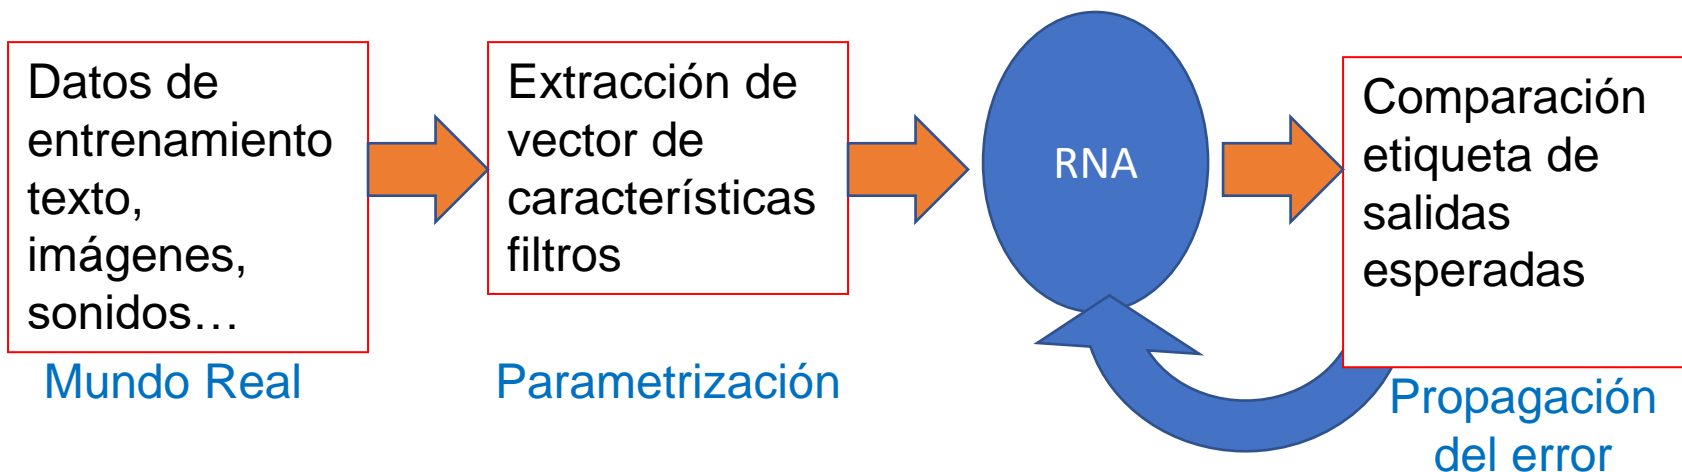 Datos de
entrenamiento
texto,
imágenes,
sonidos…
Mundo Real
Extracción de
vector de
características
filtros
Parametrización
RNA
Comparación
etiqueta de
salidas
esperadas
Propagación
del error